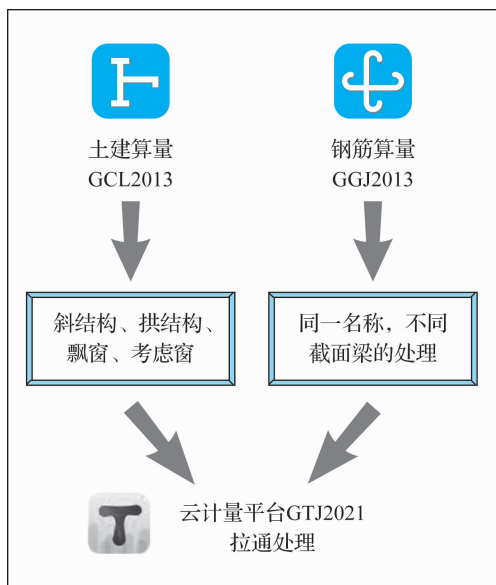 土建算量
GCL2013
钢筋算量
GGJ2013
斜结构、拱结构、
飘窗、考虑窗
同一名称，不同
截面梁的处理
云计量平台GTJ2021
拉通处理